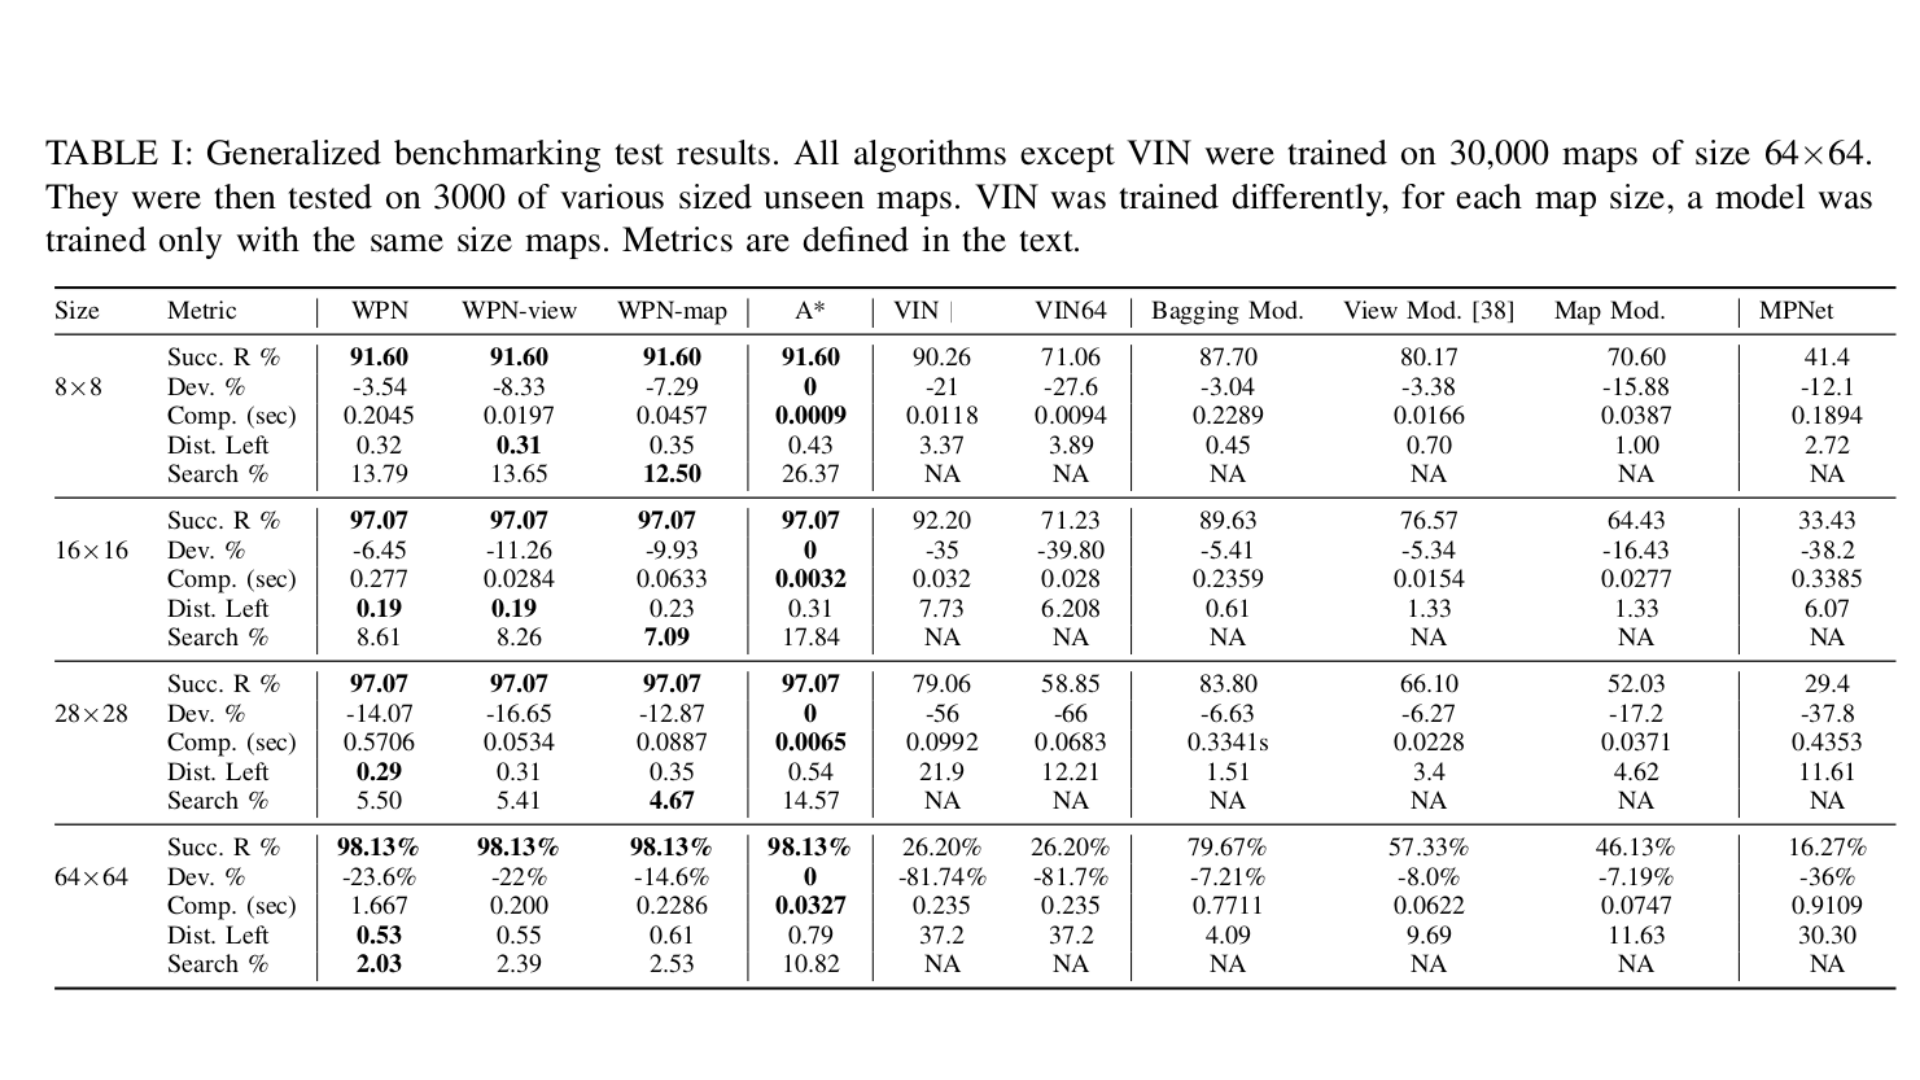 TABLE I: Generalized benchmarking test results. All algorithms except VIN were trained on 30,000 maps of size 64×64.
They were then tested on 3000 of various sized unseen maps. VIN was trained differently, for each map size, a model was
trained only with the same size maps. Metrics are defined in the text.
Size Metric WPN WPN-view WPN-map A* VIN VIN64 Bagging Mod. View Mod. [38] Map Mod. MPNet
Succ. R % 91.60 91.60 91.60 91.60 90.26 71.06 87.70 80.17 70.60 41.4
8×8 Dev. % -3.54 -8.33 -7.29 0 -21 -27.6 -3.04 -3.38 -15.88 -12.1
Comp. (sec) 0.2045 0.0197 0.0457 0.0009 0.0118 0.0094 0.2289 0.0166 0.0387 0.1894
Dist. Left 0.32 0.31 0.35 0.43 3.37 3.89 0.45 0.70 1.00 2.72
Search % 13.79 13.65 12.50 26.37 NA NA NA NA NA NA
Succ. R % 97.07 97.07 97.07 97.07 92.20 71.23 89.63 76.57 64.43 33.43
16×16 Dev. % -6.45 -11.26 -9.93 0 -35 -39.80 -5.41 -5.34 -16.43 -38.2
Comp. (sec) 0.277 0.0284 0.0633 0.0032 0.032 0.028 0.2359 0.0154 0.0277 0.3385
Dist. Left 0.19 0.19 0.23 0.31 7.73 6.208 0.61 1.33 1.33 6.07
Search % 8.61 8.26 7.09 17.84 NA NA NA NA NA NA
Succ. R % 97.07 97.07 97.07 97.07 79.06 58.85 83.80 66.10 52.03 29.4
28×28 Dev. % -14.07 -16.65 -12.87 0 -56 -66 -6.63 -6.27 -17.2 -37.8
Comp. (sec) 0.5706 0.0534 0.0887 0.0065 0.0992 0.0683 0.3341s 0.0228 0.0371 0.4353
Dist. Left 0.29 0.31 0.35 0.54 21.9 12.21 1.51 3.4 4.62 11.61
Search % 5.50 5.41 4.67 14.57 NA NA NA NA NA NA
Succ. R % 98.13% 98.13% 98.13% 98.13% 26.20% 26.20% 79.67% 57.33% 46.13% 16.27%
64×64 Dev. % -23.6% -22% -14.6% 0 -81.74% -81.7% -7.21% -8.0% -7.19% -36%
Comp. (sec) 1.667 0.200 0.2286 0.0327 0.235 0.235 0.7711 0.0622 0.0747 0.9109
Dist. Left 0.53 0.55 0.61 0.79 37.2 37.2 4.09 9.69 11.63 30.30
Search % 2.03 2.39 2.53 10.82 NA NA NA NA NA NA